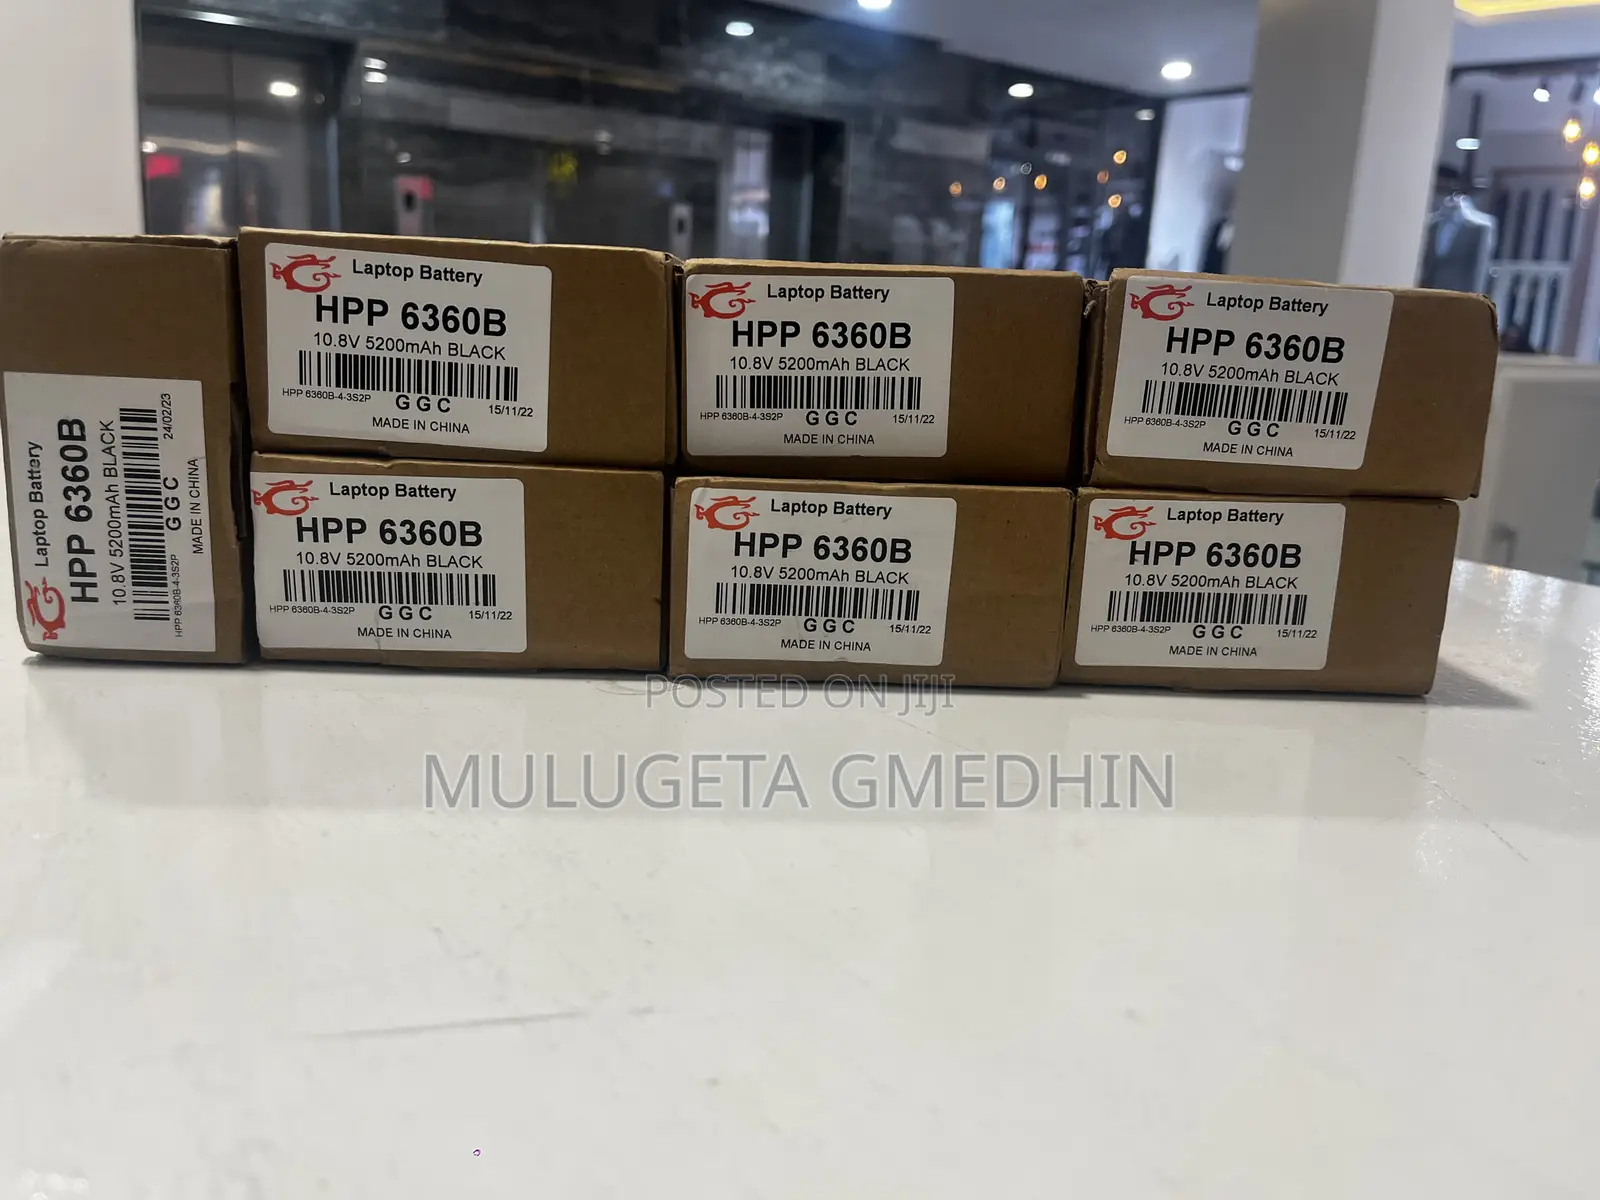 Laptop Battery
HPP 6360B
10.8V 5200mAh BLACK
HPP 6360B-4-3S2P GGC 24/02/23
MADE IN CHINA
Laptop Battery
HPP 6360B
10.8V 5200mAh BLACK
HPP 6360B-4-3S2P GGC 15/11/22
MADE IN CHINA
Laptop Battery
HPP 6360B
10.8V 5200mAh BLACK
HPP 6360B-4-3S2P GGC 15/11/22
MADE IN CHINA
Laptop Battery
HPP 6360B
10.8V 5200mAh BLACK
HPP 6360B-4-3S2P GGC 15/11/22
MADE IN CHINA
Laptop Battery
HPP 6360B
10.8V 5200mAh BLACK
HPP 6360B-4-3S2P GGC 15/11/22
MADE IN CHINA
Laptop Battery
HPP 6360B
10.8V 5200mAh BLACK
HPP 6360B-4-3S2P GGC 15/11/22
MADE IN CHINA
Laptop Battery
HPP 6360B
10.8V 5200mAh BLACK
HPP 6360B-4-3S2P GGC 15/11/22
MADE IN CHINA
POSTED ON JIJI
MULUGETA GMEDHIN